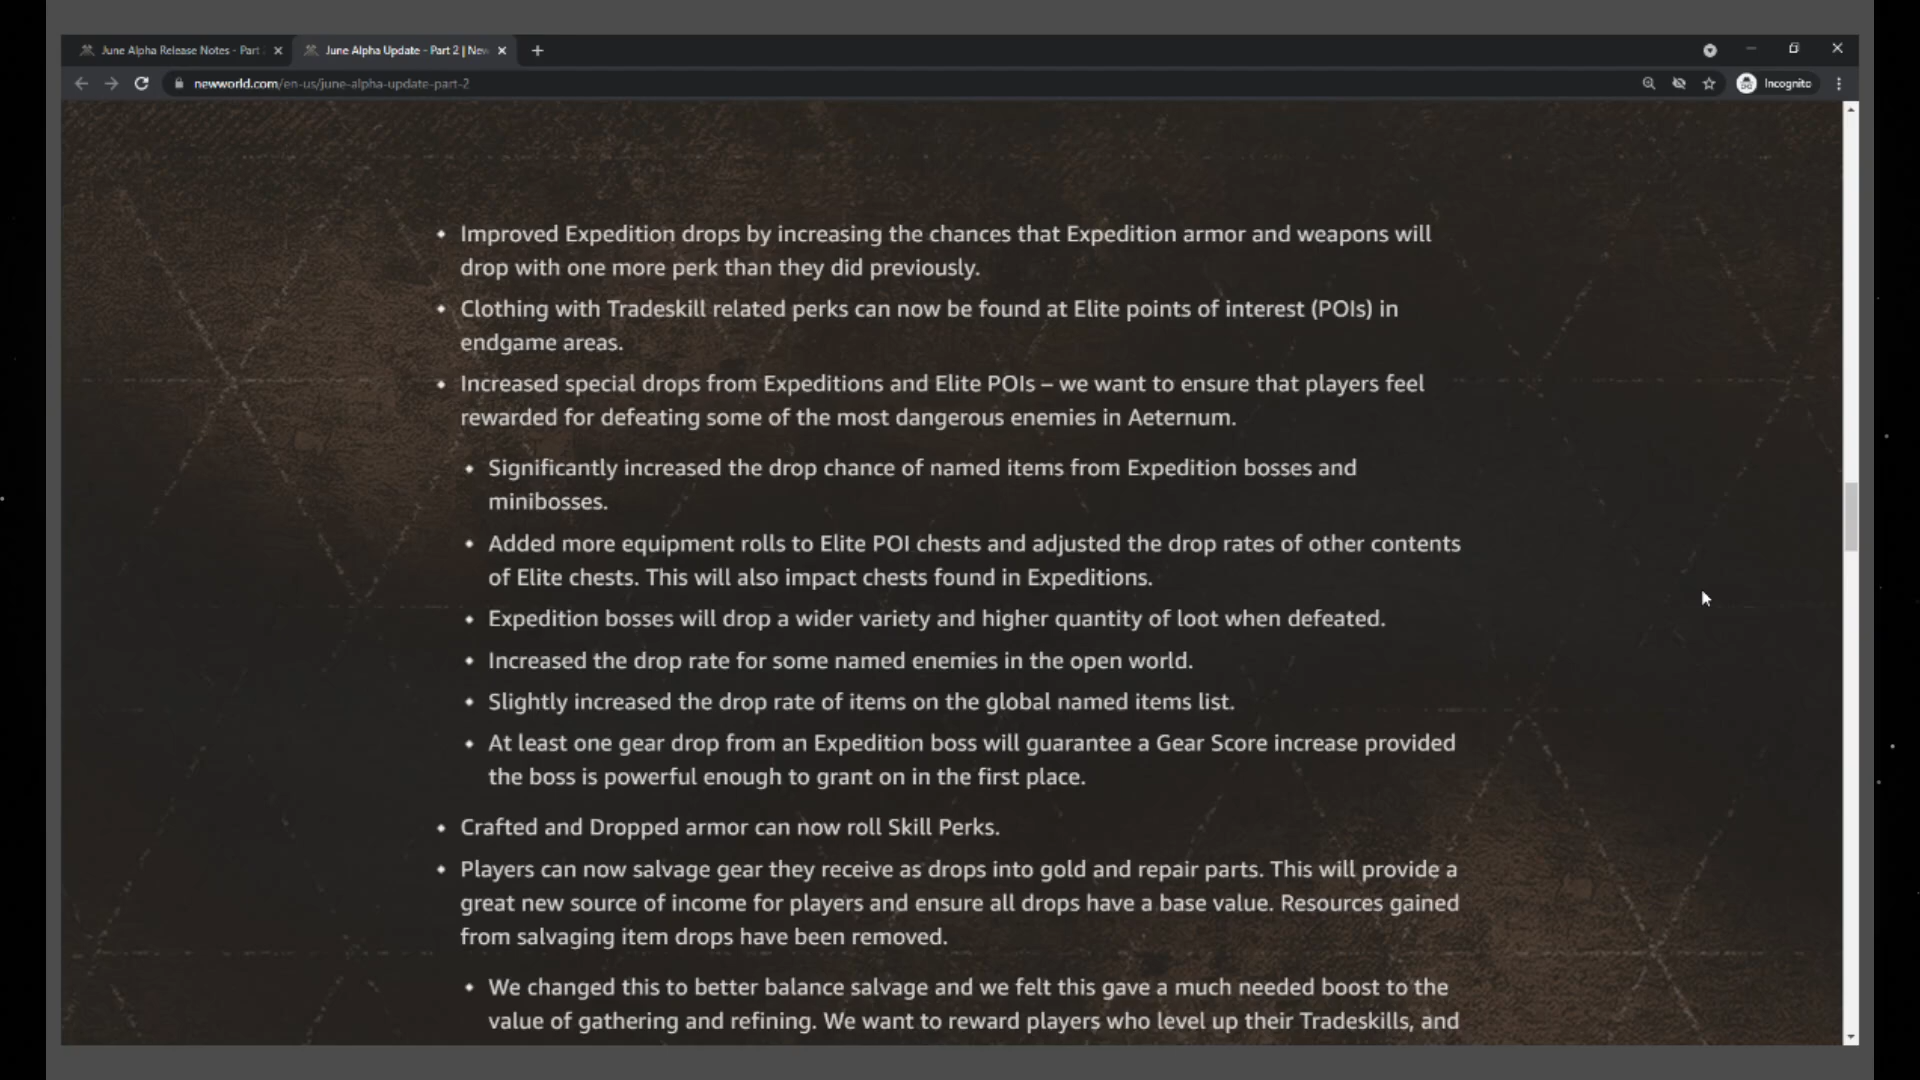 June Alpha Release Notes - Part
June Alpha Update - Part 2 | New
newworld.com/en-us/june-alpha-update-part-2
Incognito
• Improved Expedition drops by increasing the chances that Expedition armor and weapons will
drop with one more perk than they did previously.
• Clothing with Tradeskill related perks can now be found at Elite points of interest (POIs) in
endgame areas.
• Increased special drops from Expeditions and Elite POIs – we want to ensure that players feel
rewarded for defeating some of the most dangerous enemies in Aeternum.
• Significantly increased the drop chance of named items from Expedition bosses and
minibosses.
• Added more equipment rolls to Elite POI chests and adjusted the drop rates of other contents
of Elite chests. This will also impact chests found in Expeditions.
• Expedition bosses will drop a wider variety and higher quantity of loot when defeated.
• Increased the drop rate for some named enemies in the open world.
• Slightly increased the drop rate of items on the global named items list.
• At least one gear drop from an Expedition boss will guarantee a Gear Score increase provided
the boss is powerful enough to grant on in the first place.
• Crafted and Dropped armor can now roll Skill Perks.
• Players can now salvage gear they receive as drops into gold and repair parts. This will provide a
great new source of income for players and ensure all drops have a base value. Resources gained
from salvaging item drops have been removed.
• We changed this to better balance salvage and we felt this gave a much needed boost to the
value of gathering and refining. We want to reward players who level up their Tradeskills, and